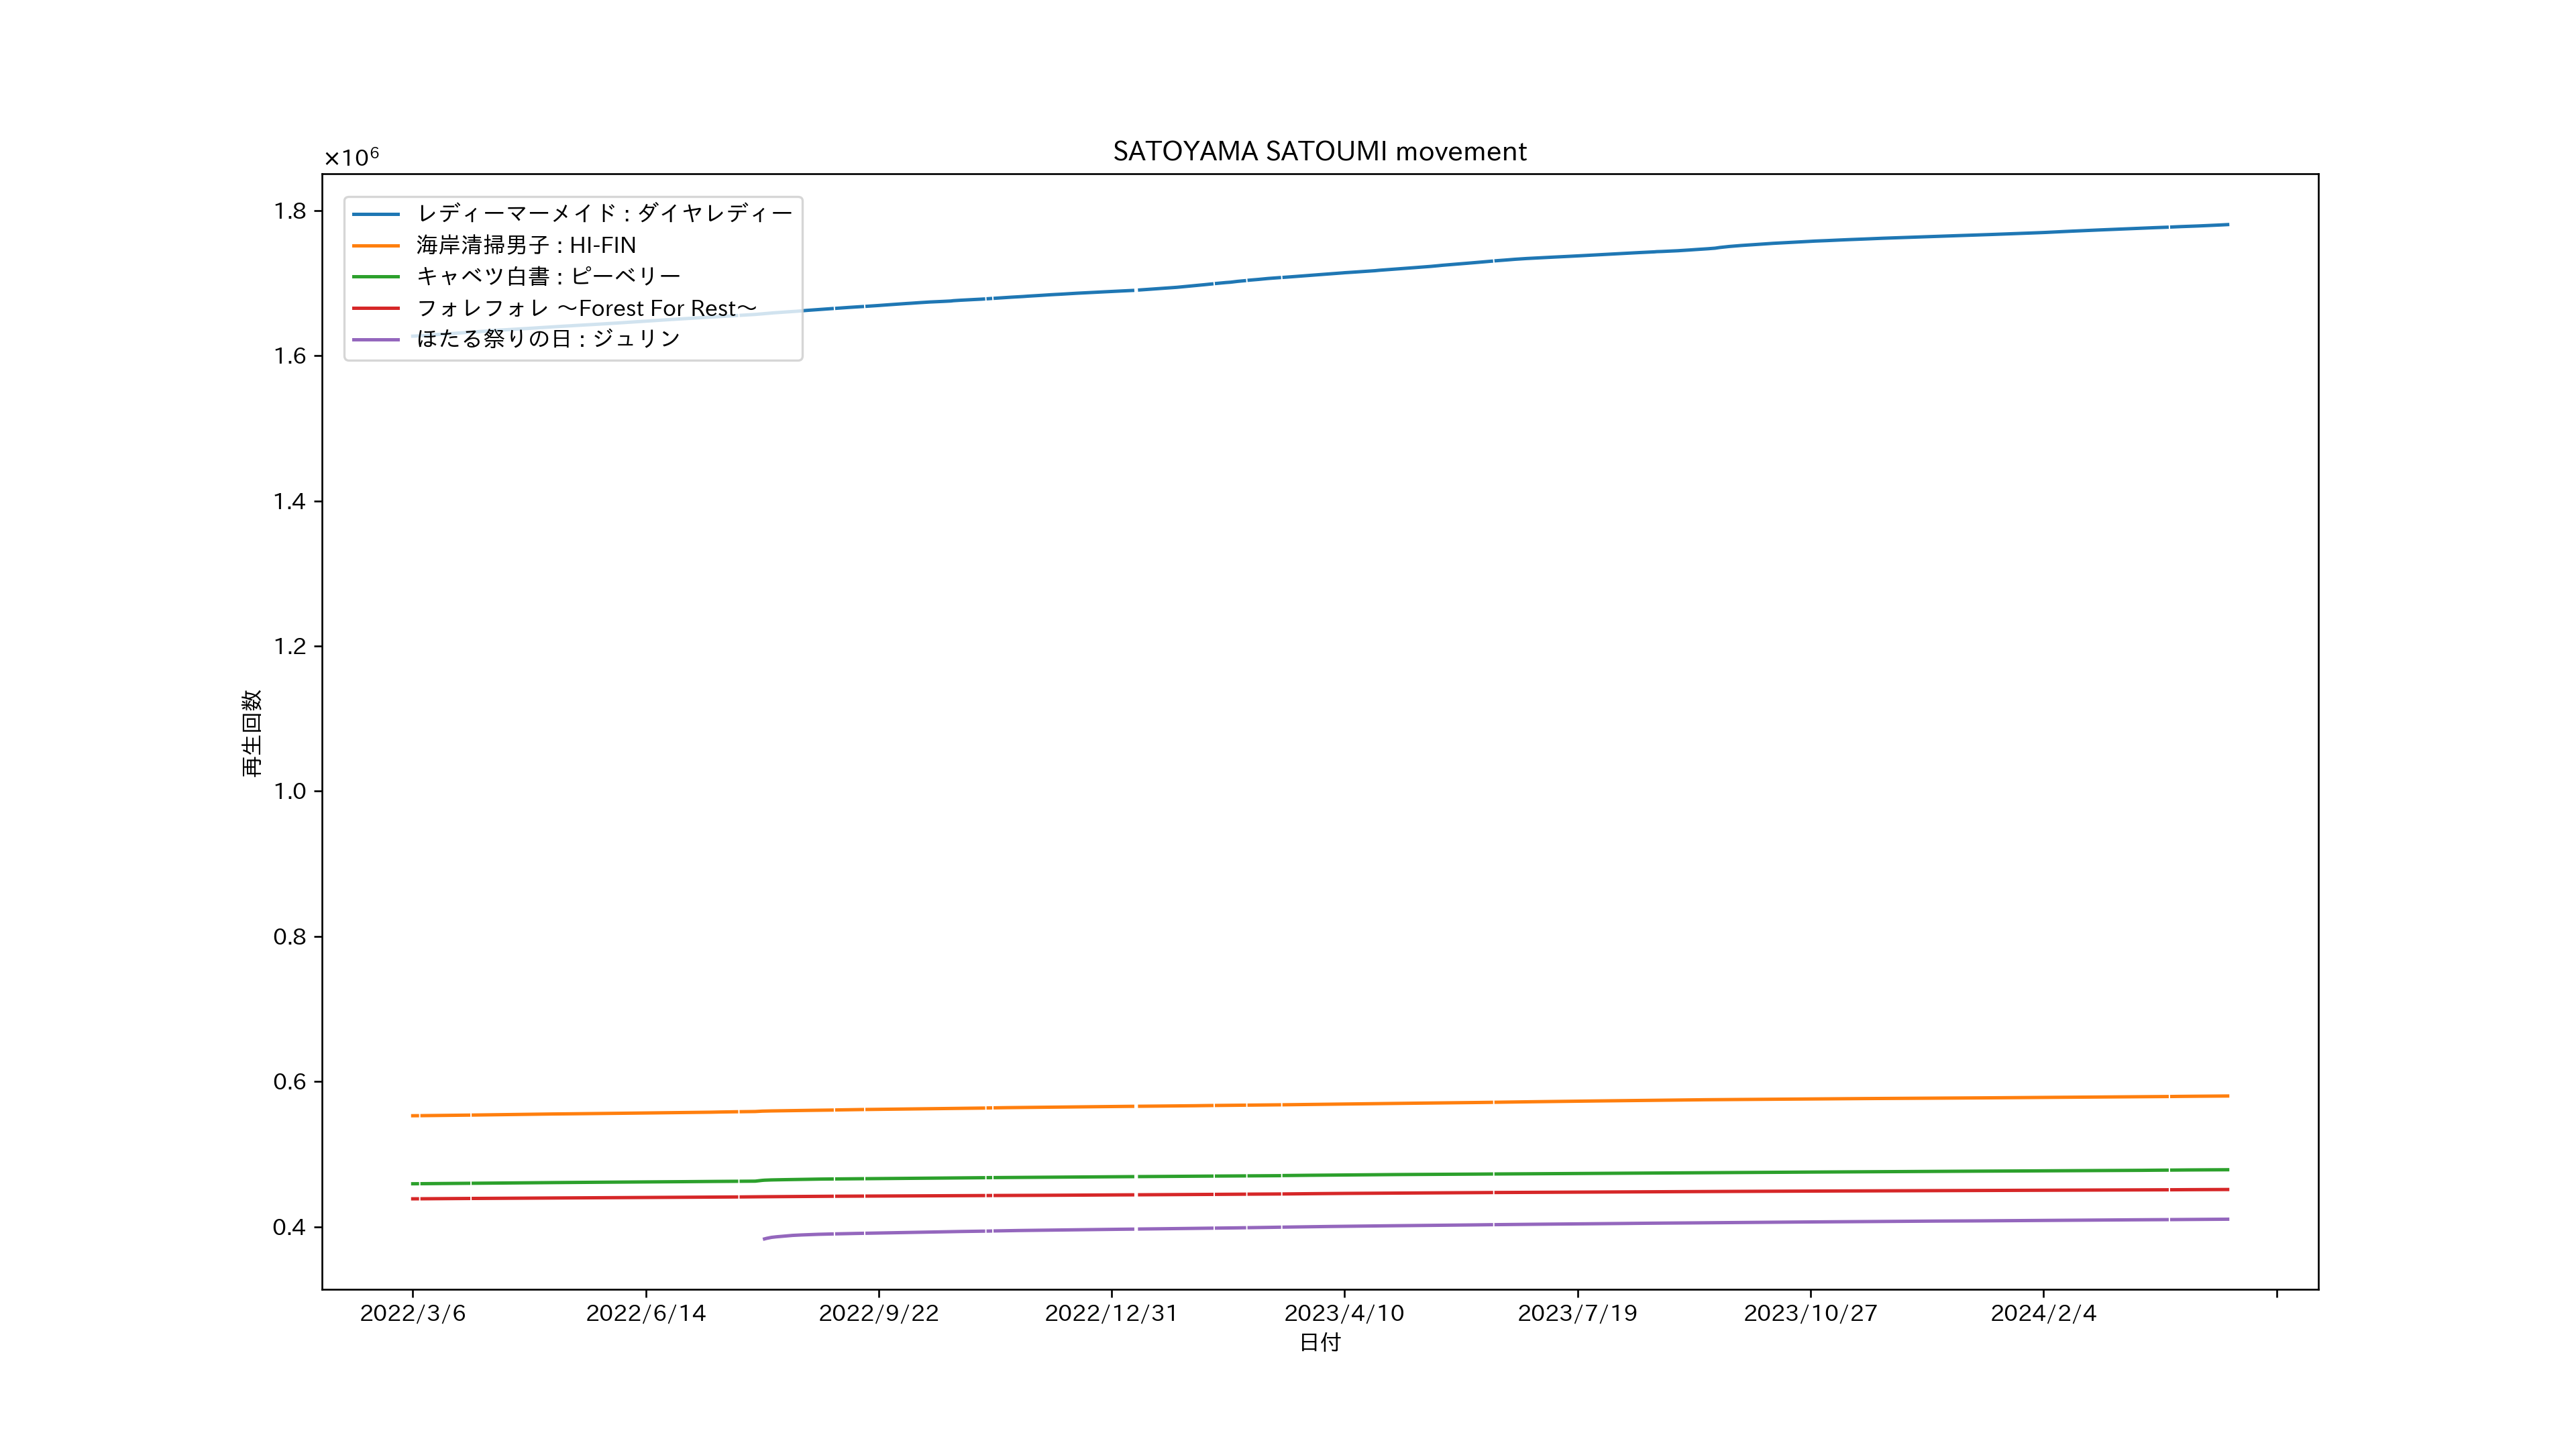 SATOYAMA SATOUMI movement
×10⁶
1.8
1.6
1.4
1.2
1.0
0.8
0.6
0.4
再生回数
レディーマーメイド : ダイヤレディー
海岸清掃男子 : HI-FIN
キャベツ白書 : ピーベリー
フォレフォレ ～Forest For Rest～
ほたる祭りの日 : ジュリン
2022/3/6 2022/6/14 2022/9/22 2022/12/31 2023/4/10 2023/7/19 2023/10/27 2024/2/4
日付